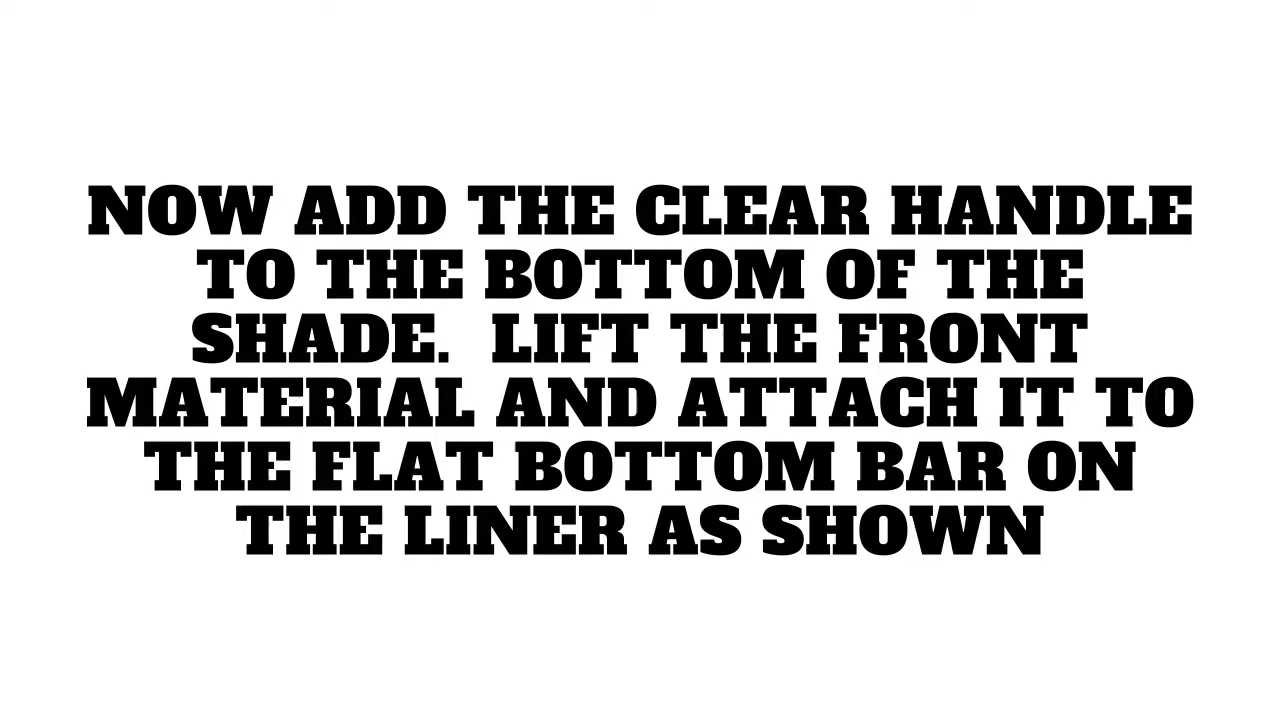 NOW ADD THE CLEAR HANDLE
TO THE BOTTOM OF THE
SHADE.  LIFT THE FRONT
MATERIAL AND ATTACH IT TO
THE FLAT BOTTOM BAR ON
THE LINER AS SHOWN